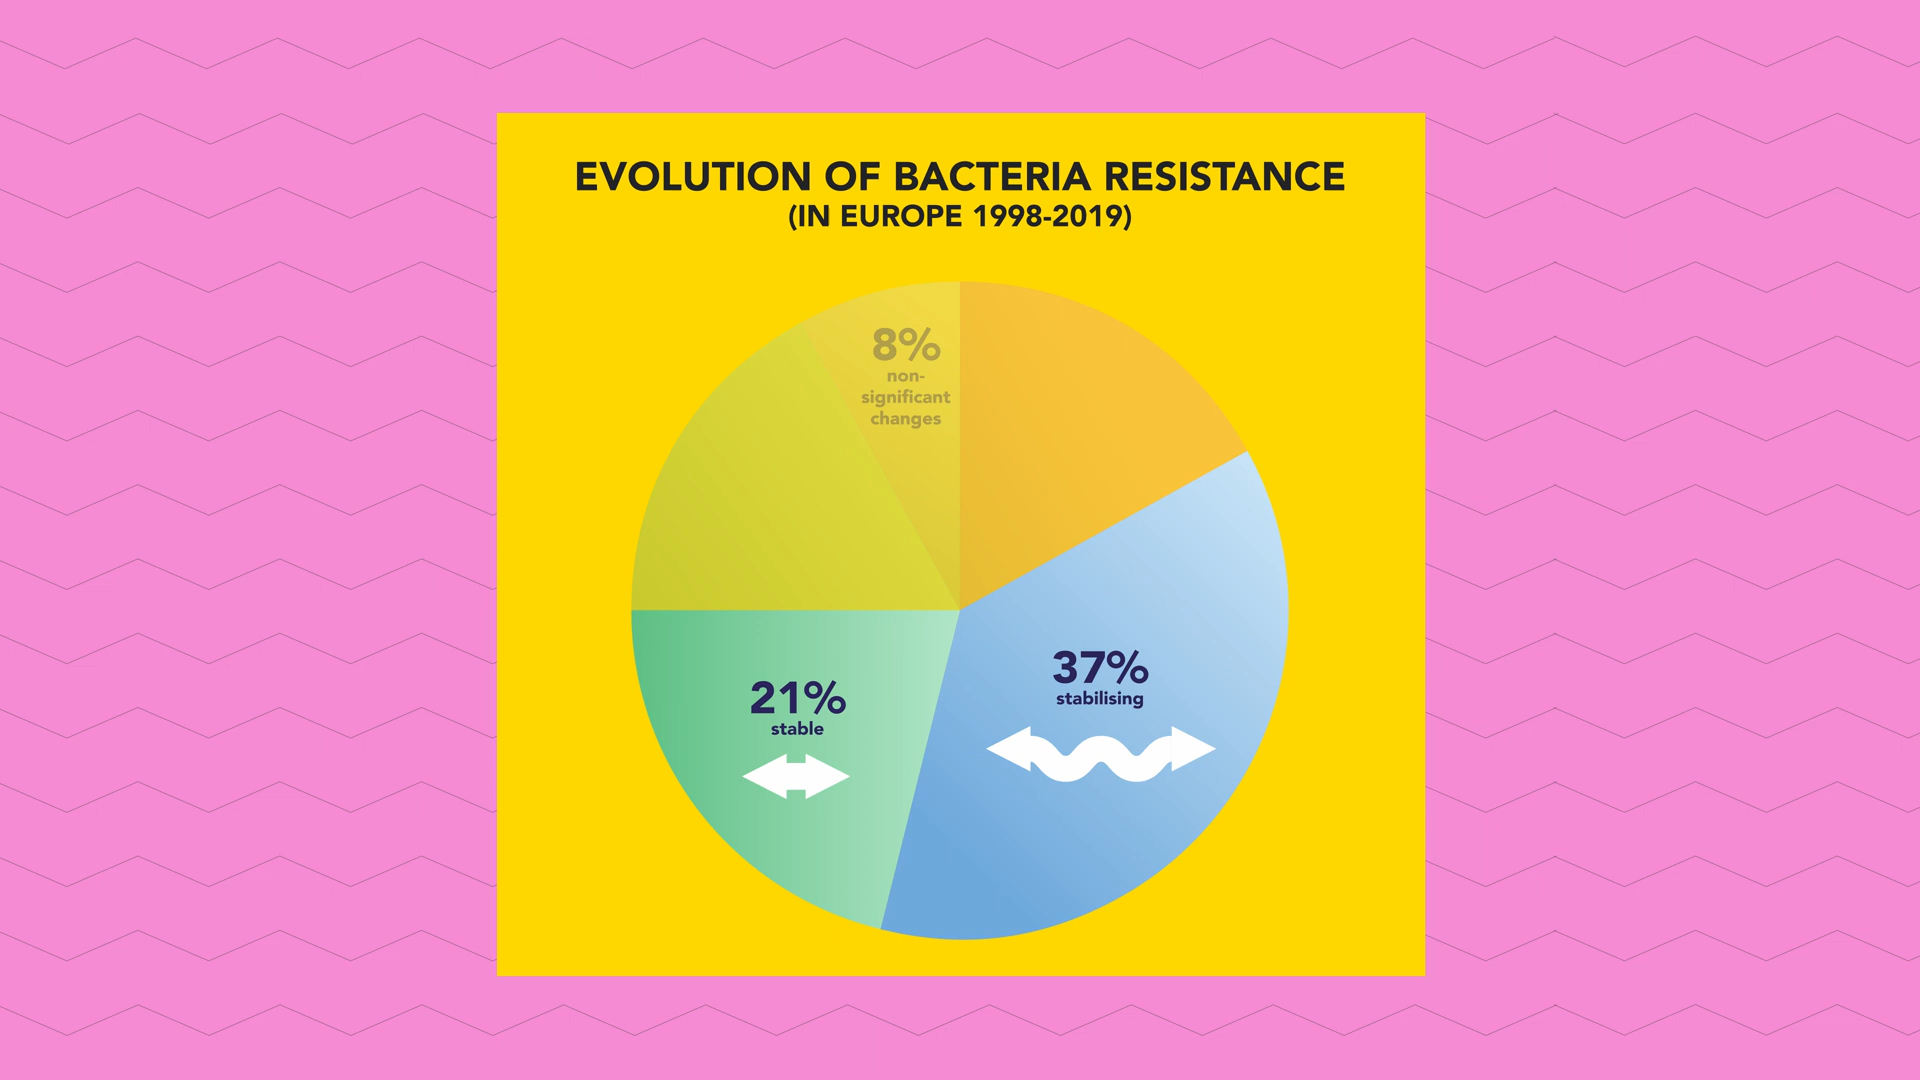 EVOLUTION OF BACTERIA RESISTANCE
(IN EUROPE 1998-2019)
8%
non-
significant
changes
37%
stabilising
21%
stable